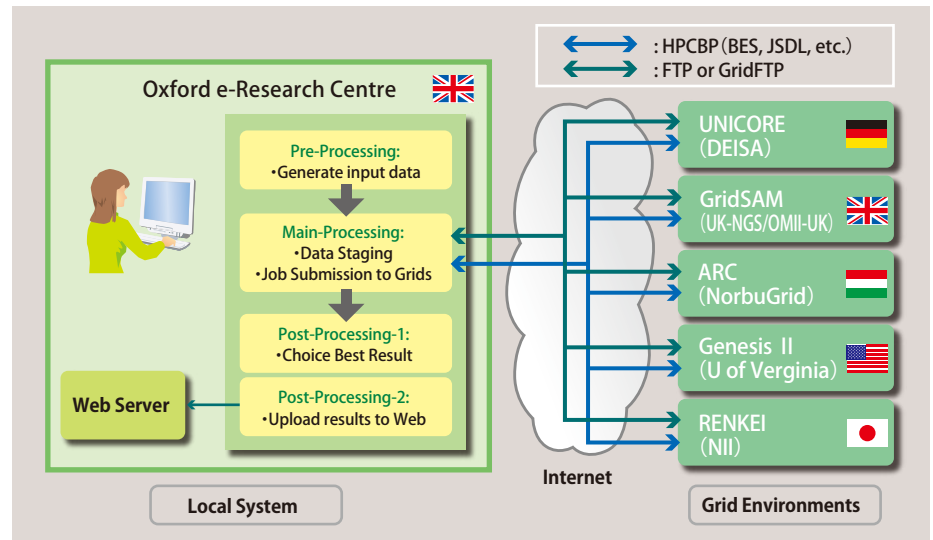 : HPCBP（BES, JSDL, etc.）
: FTP or GridFTP
Oxford e-Research Centre
Pre-Processing:
・Generate input data
Main-Processing:
・Data Staging
・Job Submission to Grids
Post-Processing-1:
・Choice Best Result
Post-Processing-2:
・Upload results to Web
Web Server
Local System
Internet
UNICORE
（DEISA）
GridSAM
（UK-NGS/OMII-UK）
ARC
（NorbuGrid）
Genesis Ⅱ
（U of Verginia）
RENKEI
（NII）
Grid Environments